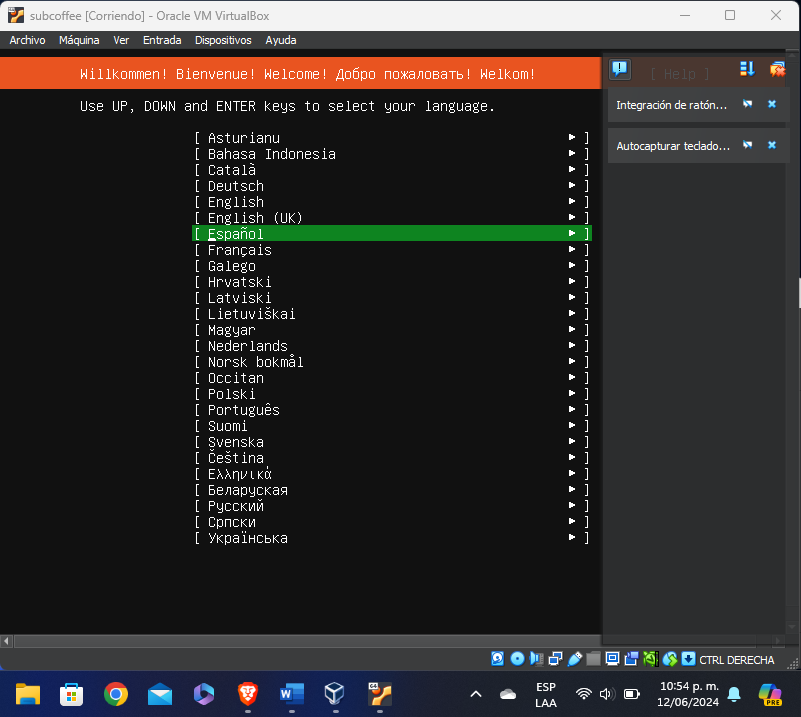 subcoffee [Corriendo] - Oracle VM VirtualBox
Archivo Máquina Ver Entrada Dispositivos Ayuda
Willkommen! Bienvenue! Welcome! Добро пожаловать! Welkom!
[ Help ]
Use UP, DOWN and ENTER keys to select your language.
[ Asturianu ▸ ]
[ Bahasa Indonesia ▸ ]
[ Català ▸ ]
[ Deutsch ▸ ]
[ English ▸ ]
[ English (UK) ▸ ]
[ Español ▸ ]
[ Français ▸ ]
[ Galego ▸ ]
[ Hrvatski ▸ ]
[ Latviski ▸ ]
[ Lietuviškai ▸ ]
[ Magyar ▸ ]
[ Nederlands ▸ ]
[ Norsk bokmål ▸ ]
[ Occitan ▸ ]
[ Polski ▸ ]
[ Português ▸ ]
[ Suomi ▸ ]
[ Svenska ▸ ]
[ Čeština ▸ ]
[ Ελληνικά ▸ ]
[ Беларуская ▸ ]
[ Русский ▸ ]
[ Српски ▸ ]
[ Українська ▸ ]
Integración de ratón...
Autocapturar teclado...
CTRL DERECHA
ESP
LAA
10:54 p. m.
12/06/2024
PRE